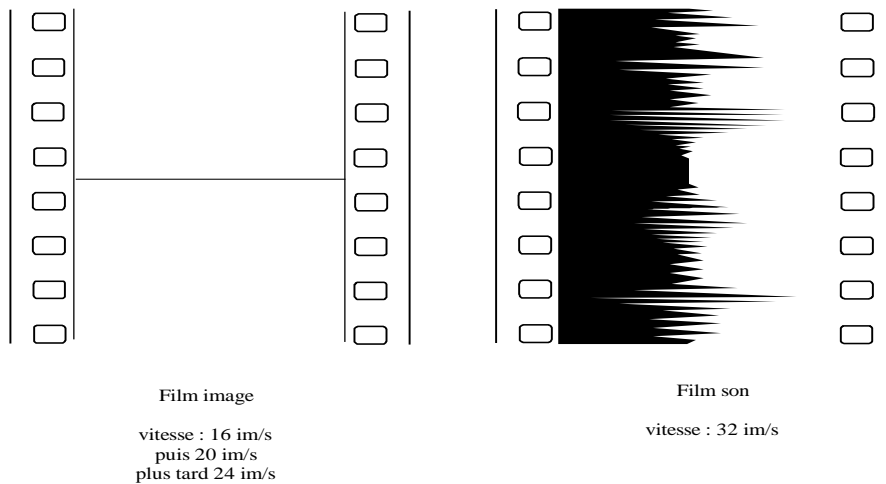 Film image
vitesse : 16 im/s
puis 20 im/s
plus tard 24 im/s
Film son
vitesse : 32 im/s